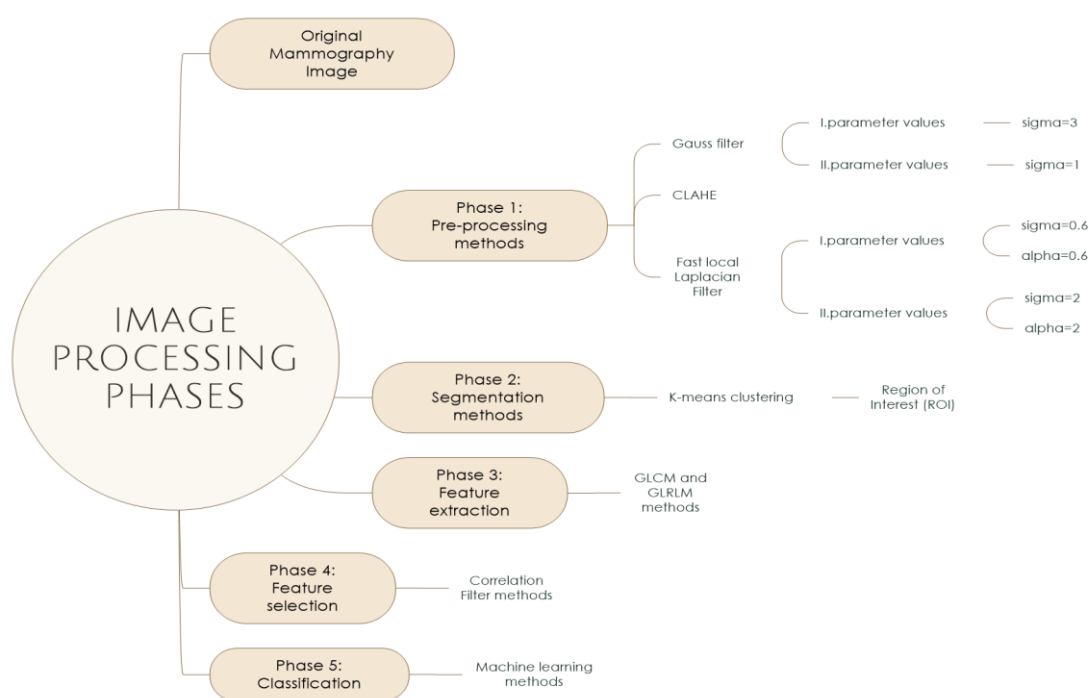 Original
Mammography
Image
IMAGE
PROCESSING
PHASES
Phase 1:
Pre-processing
methods
Gauss filter
I.parameter values
sigma=3
II.parameter values
sigma=1
CLAHE
Fast local
Laplacian
Filter
I.parameter values
sigma=0.6
alpha=0.6
II.parameter values
sigma=2
alpha=2
Phase 2:
Segmentation
methods
K-means clustering
Region of
Interest (ROI)
Phase 3:
Feature
extraction
GLCM and
GLRLM
methods
Phase 4:
Feature
selection
Correlation
Filter methods
Phase 5:
Classification
Machine learning
methods